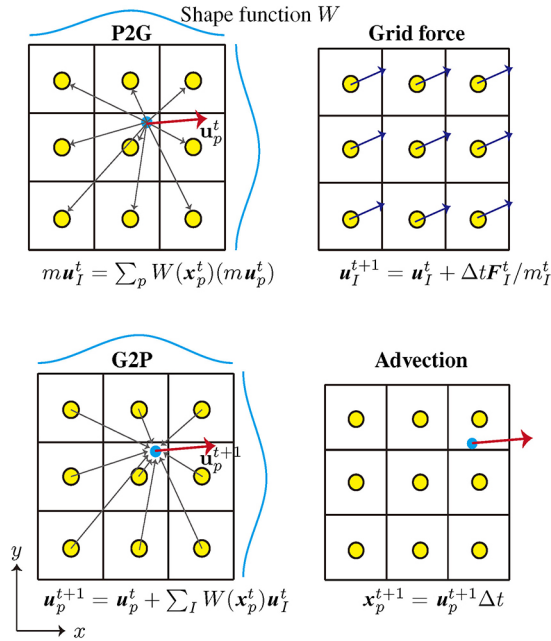 Shape function W
P2G
Grid force
𝐮ₚᵗ
m𝒖_I^t = ∑_p W(𝒙_p^t)(m𝒖_p^t)
𝒖_I^{t+1} = 𝒖_I^t + Δt𝑭_I^t/m_I^t
G2P
Advection
𝐮_p^{t+1}
y
𝒖_p^{t+1} = 𝒖_p^t + ∑_I W(𝒙_p^t)𝒖_I^t
𝒙_p^{t+1} = 𝒖_p^{t+1}Δt
x